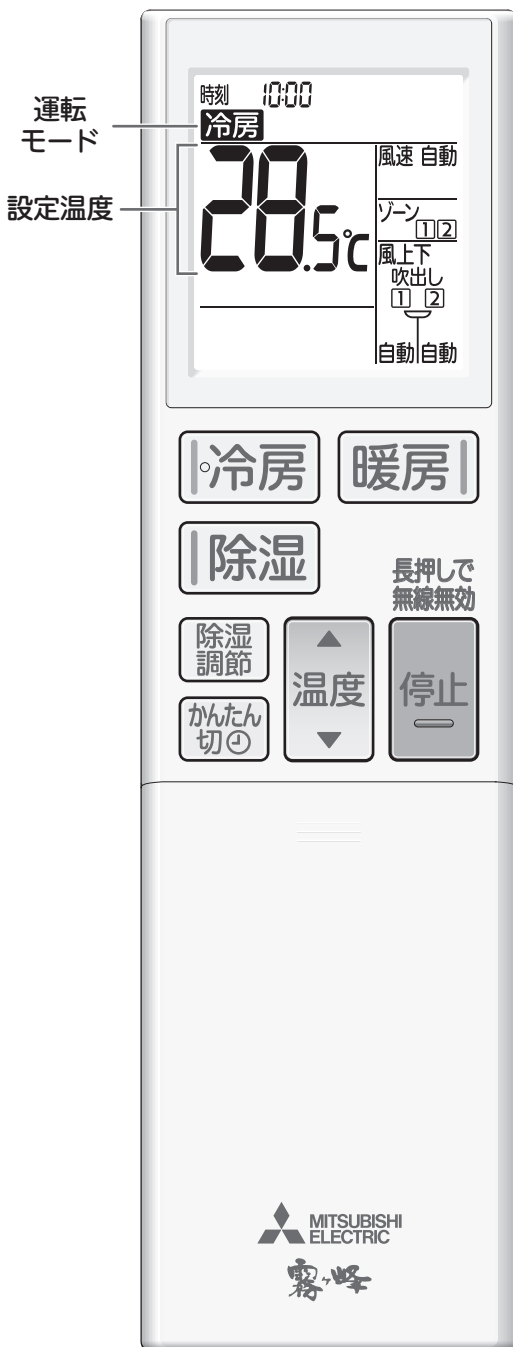 時刻 10:00
運転
モード
冷房
設定温度
28.5℃
風速 自動
ゾーン
1 2
風上下
吹出し
1 2
自動 自動
冷房 暖房
除湿
長押しで
無線無効
除湿
調節
温度
停止
かんたん
切
MITSUBISHI
ELECTRIC
霧ヶ峰